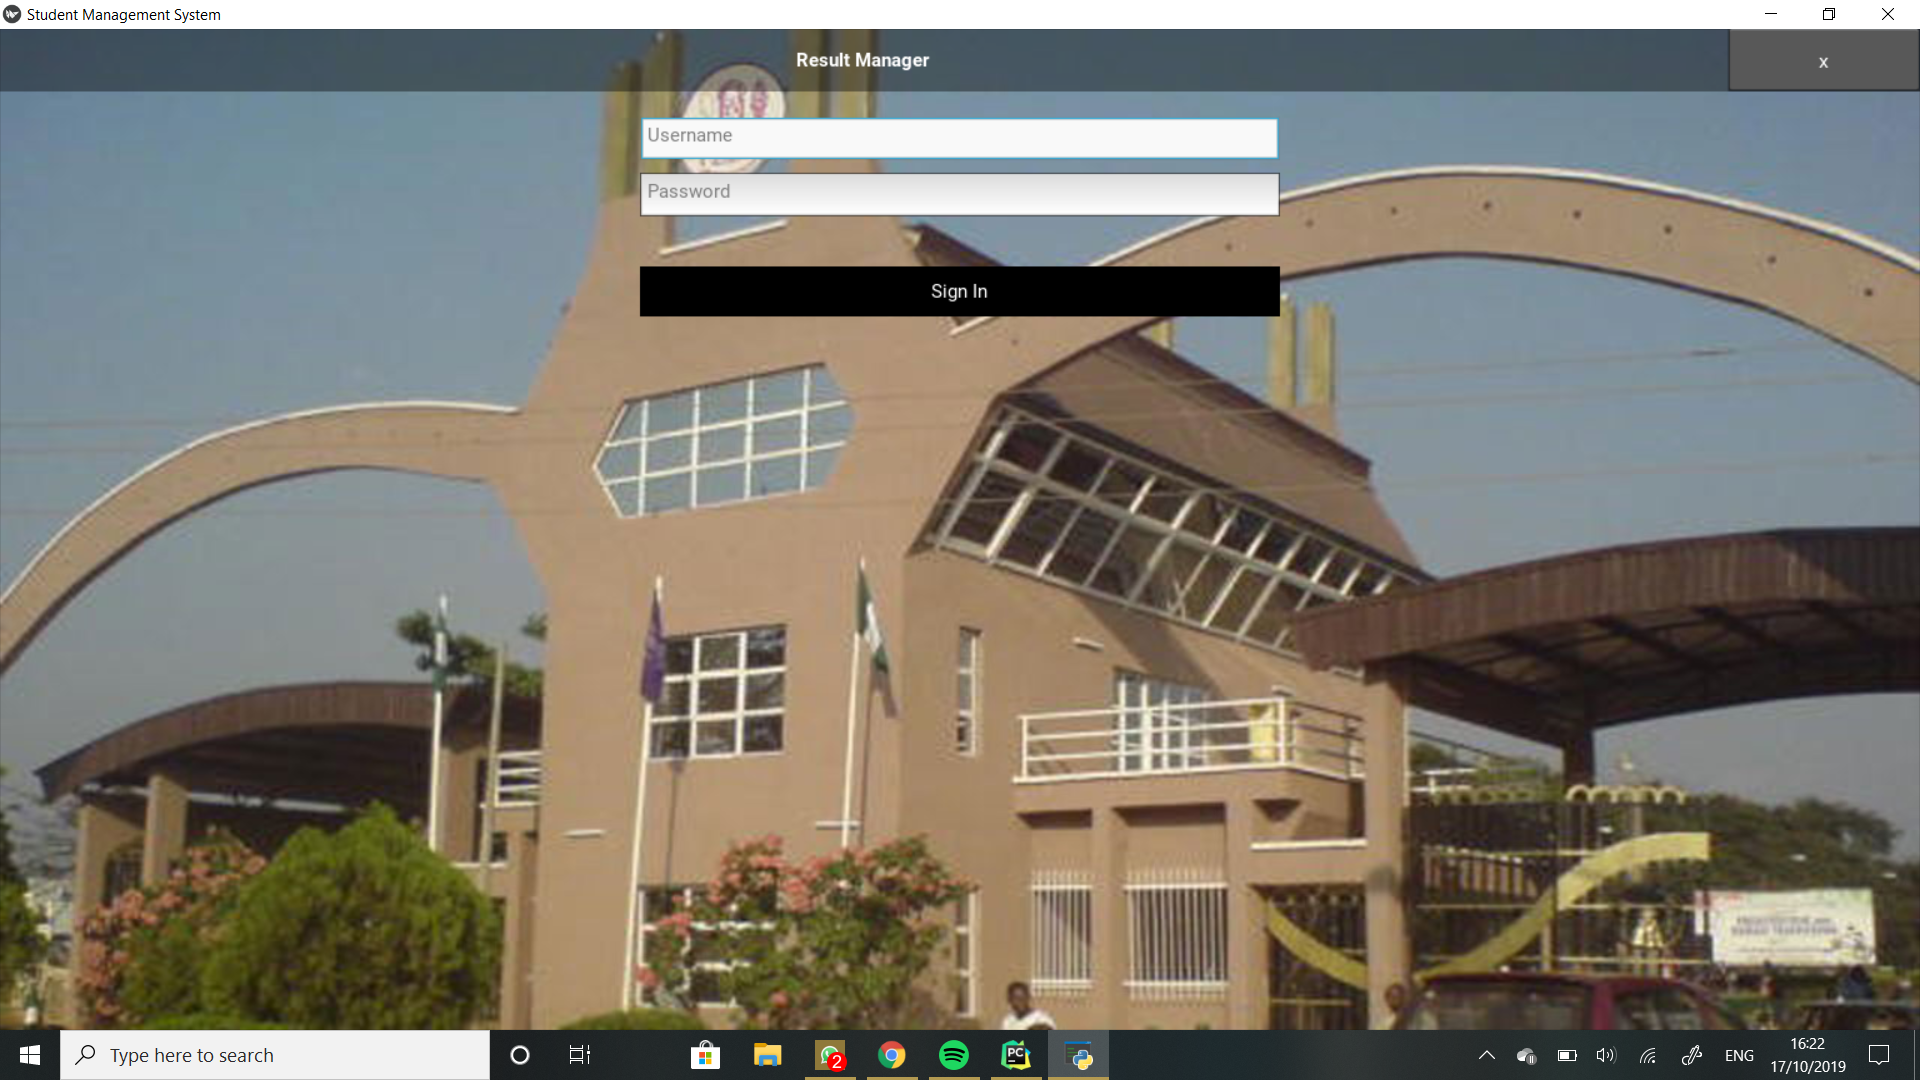 Student Management System
Result Manager
x
Username
Password
Sign In
Type here to search
2
PC
ENG
16:22
17/10/2019